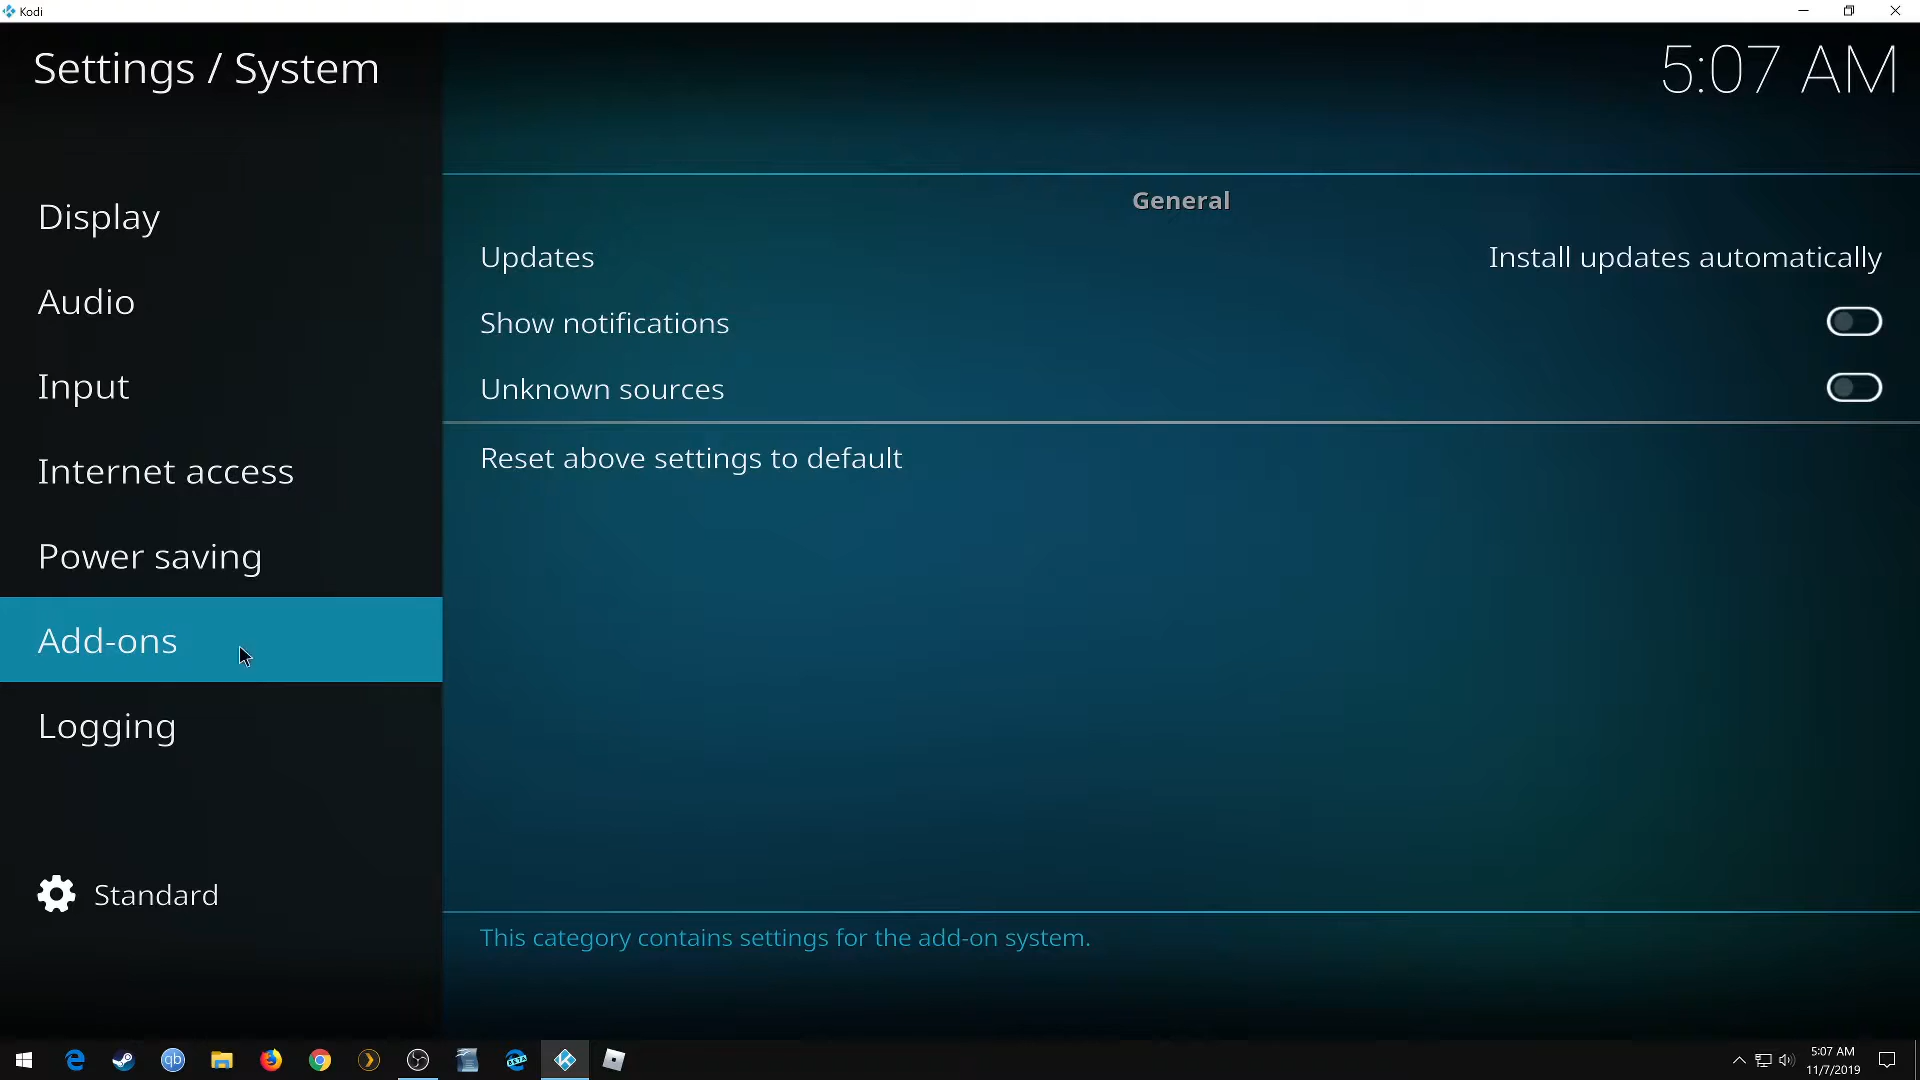 Kodi
Settings / System
5:07 AM
Display
Audio
Input
Internet access
Power saving
Add-ons
Logging
Standard
General
Updates
Install updates automatically
Show notifications
Unknown sources
Reset above settings to default
This category contains settings for the add-on system.
qb
BETA
5:07 AM
11/7/2019